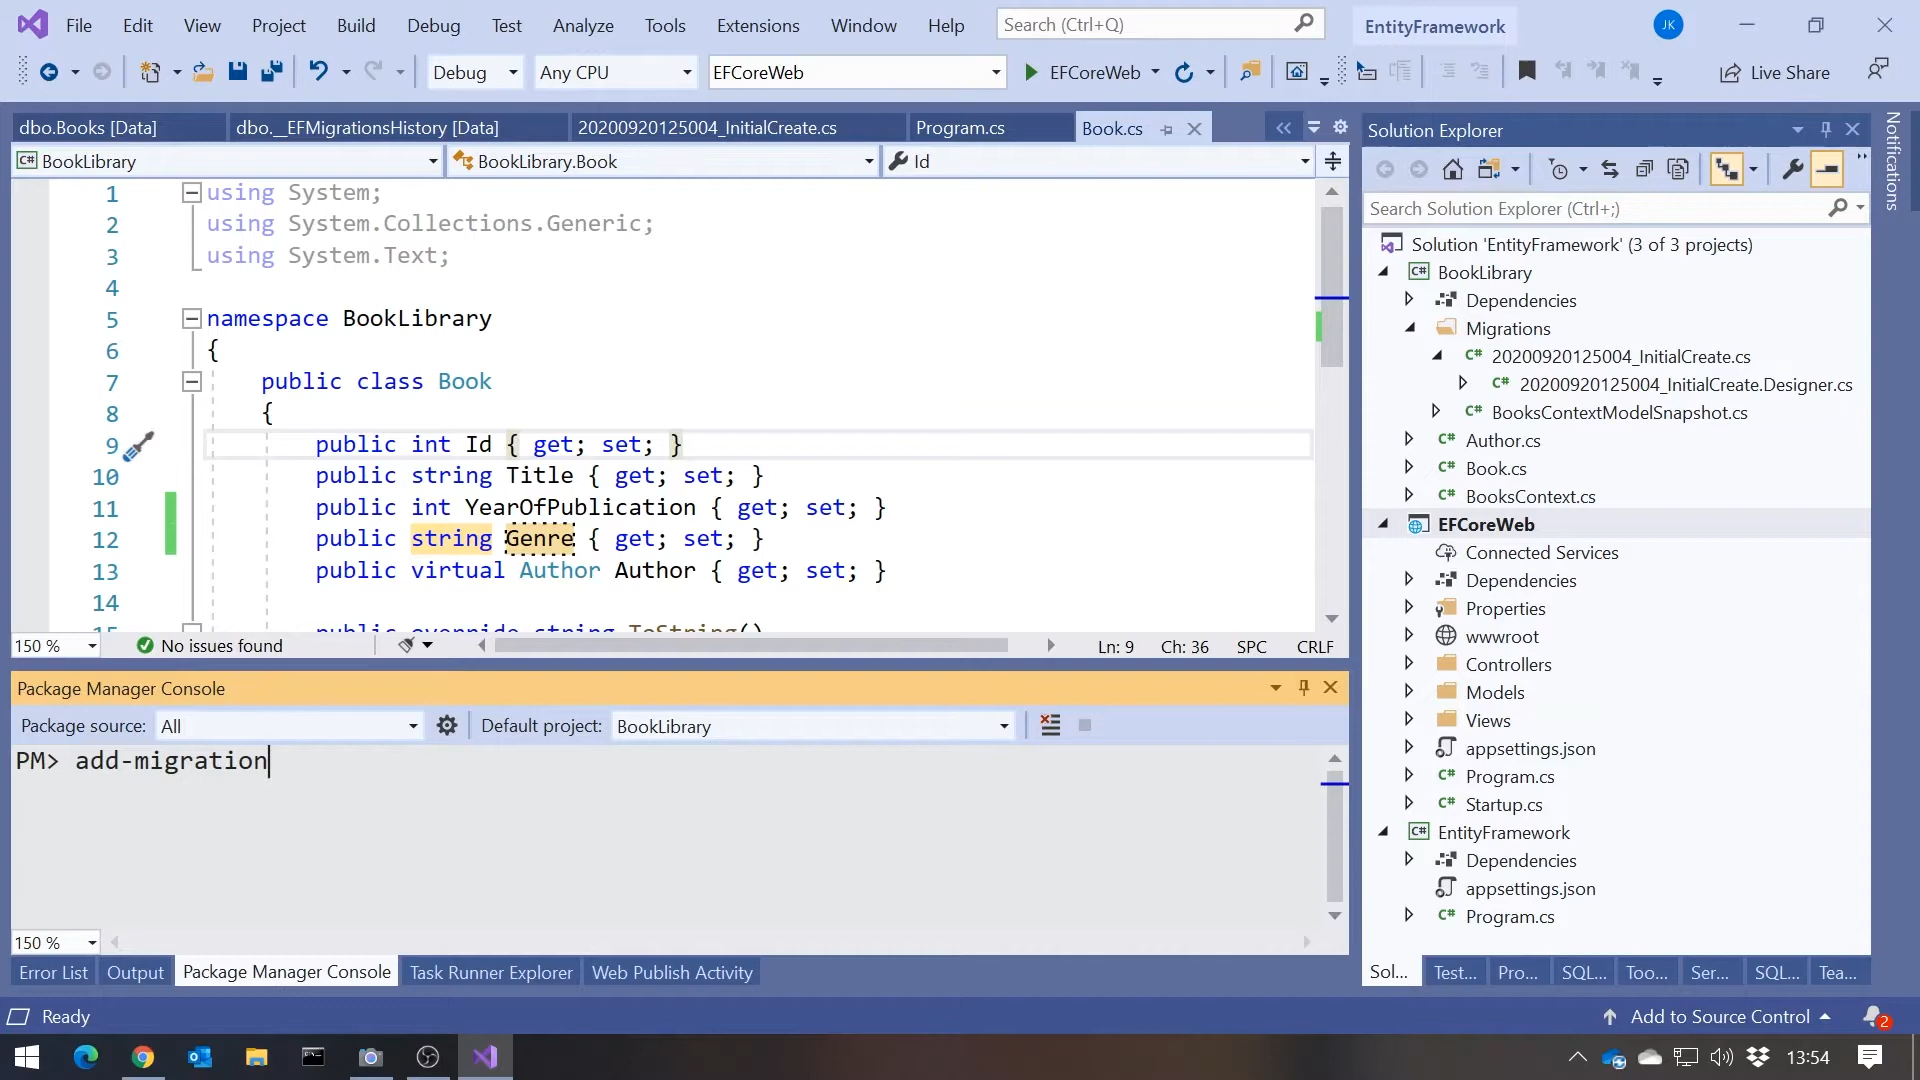 File Edit View Project Build Debug Test Analyze Tools Extensions Window Help Search (Ctrl+Q) EntityFramework JK
Debug Any CPU EFCoreWeb EFCoreWeb Live Share
dbo.Books [Data] dbo.__EFMigrationsHistory [Data] 20200920125004_InitialCreate.cs Program.cs Book.cs
BookLibrary BookLibrary.Book Id
1 using System;
2 using System.Collections.Generic;
3 using System.Text;
4
5 namespace BookLibrary
6 {
7 public class Book
8 {
9 public int Id { get; set; }
10 public string Title { get; set; }
11 public int YearOfPublication { get; set; }
12 public string Genre { get; set; }
13 public virtual Author Author { get; set; }
14
15 public override string ToString()
150 % No issues found Ln: 9 Ch: 36 SPC CRLF
Package Manager Console
Package source: All Default project: BookLibrary
PM> add-migration
150 %
Error List Output Package Manager Console Task Runner Explorer Web Publish Activity
Solution Explorer
Search Solution Explorer (Ctrl+;)
Solution 'EntityFramework' (3 of 3 projects)
C# BookLibrary
Dependencies
Migrations
C# 20200920125004_InitialCreate.cs
C# 20200920125004_InitialCreate.Designer.cs
C# BooksContextModelSnapshot.cs
C# Author.cs
C# Book.cs
C# BooksContext.cs
EFCoreWeb
Connected Services
Dependencies
Properties
wwwroot
Controllers
Models
Views
appsettings.json
C# Program.cs
C# Startup.cs
C# EntityFramework
Dependencies
appsettings.json
C# Program.cs
Sol... Test... Pro... SQL... Too... Ser... SQL... Tea...
Notifications
Ready Add to Source Control 2
13:54